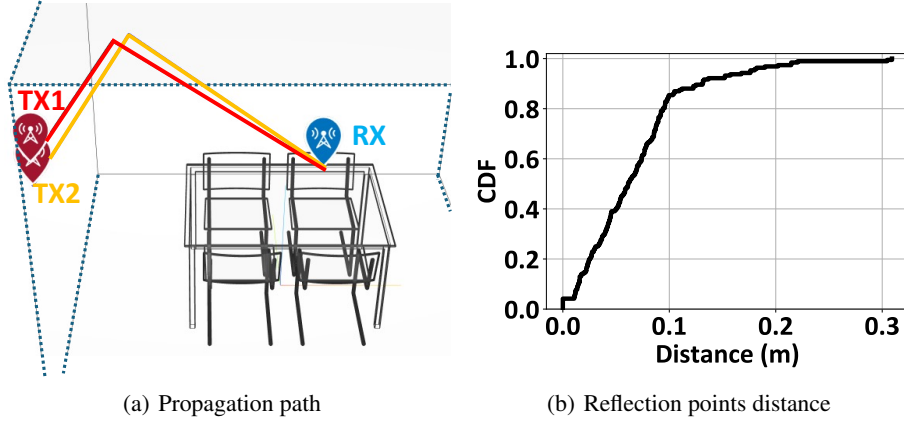 TX1
TX2
RX
(a) Propagation path
CDF
1.0
0.8
0.6
0.4
0.2
0.0
0.0 0.1 0.2 0.3
Distance (m)
(b) Reflection points distance